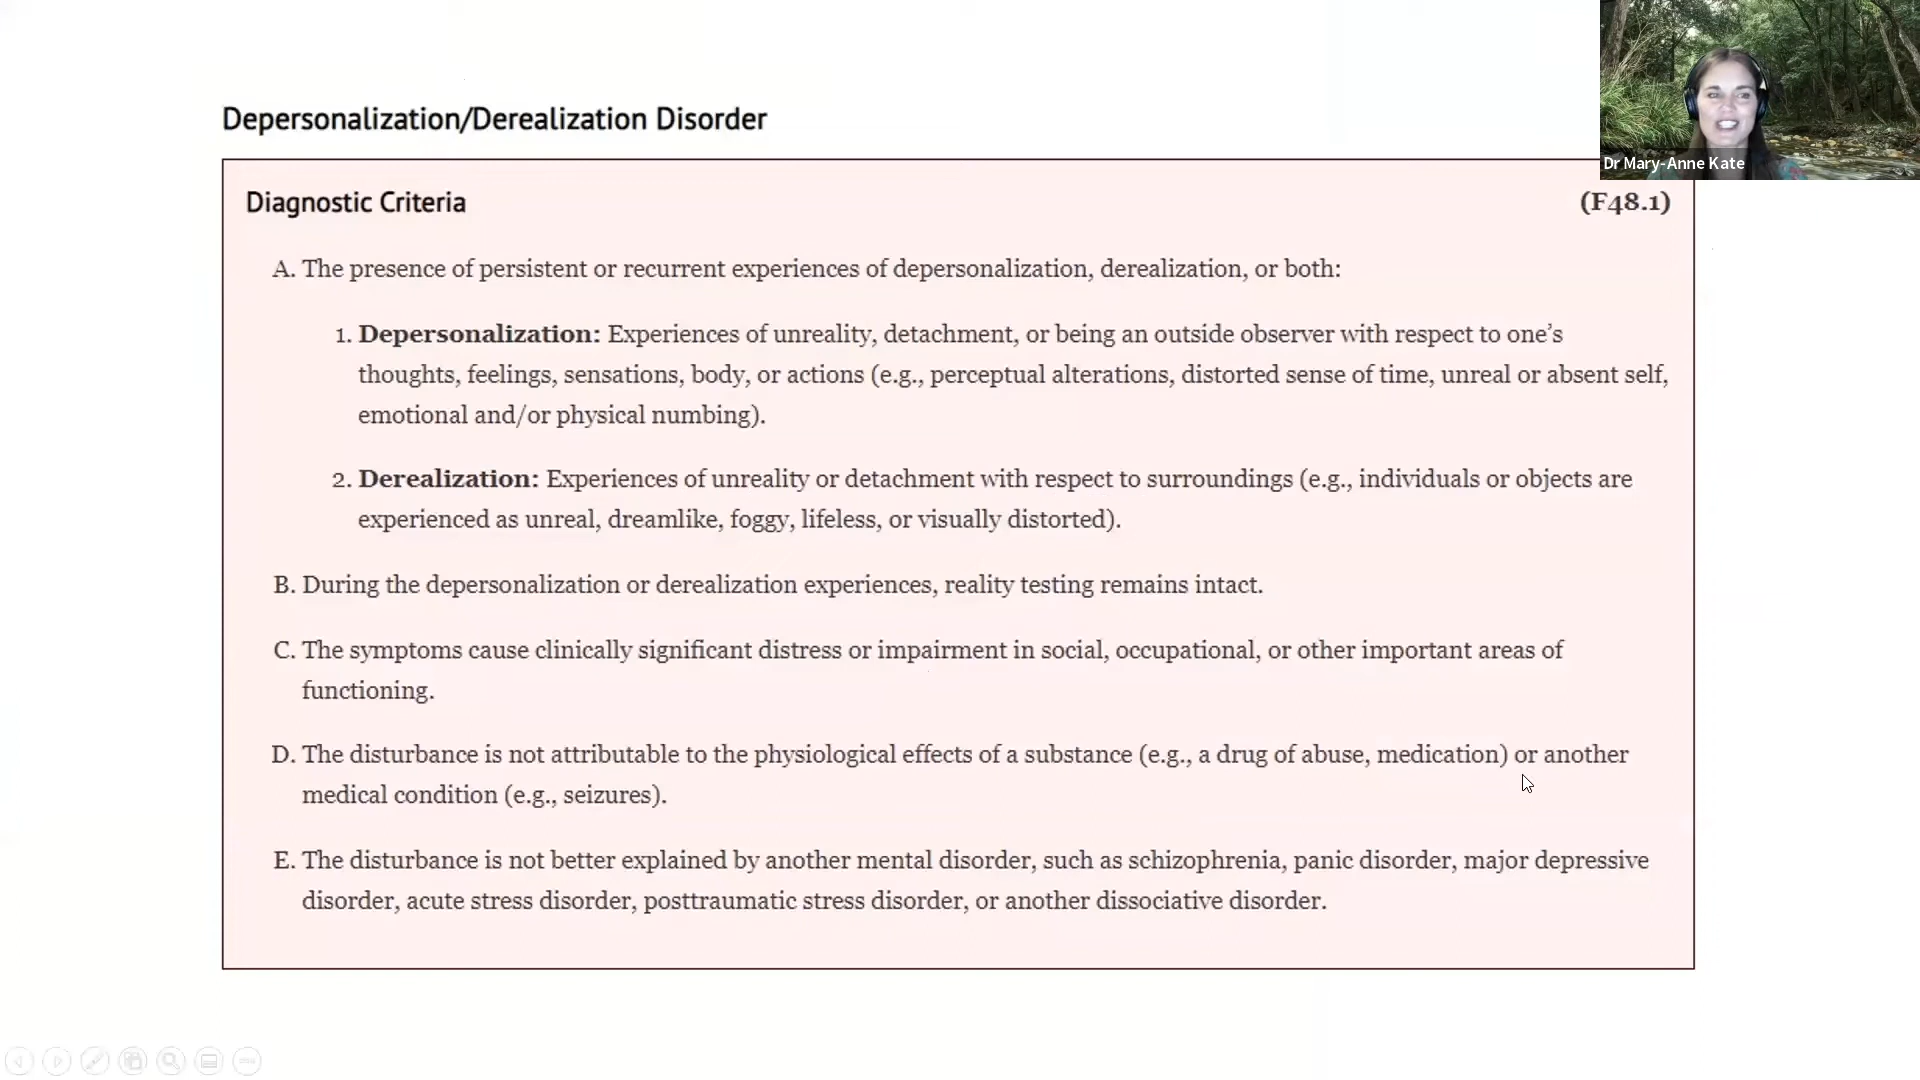 Depersonalization/Derealization Disorder
Dr Mary-Anne Kate
Diagnostic Criteria
(F48.1)
A. The presence of persistent or recurrent experiences of depersonalization, derealization, or both:
1. Depersonalization: Experiences of unreality, detachment, or being an outside observer with respect to one’s
thoughts, feelings, sensations, body, or actions (e.g., perceptual alterations, distorted sense of time, unreal or absent self,
emotional and/or physical numbing).
2. Derealization: Experiences of unreality or detachment with respect to surroundings (e.g., individuals or objects are
experienced as unreal, dreamlike, foggy, lifeless, or visually distorted).
B. During the depersonalization or derealization experiences, reality testing remains intact.
C. The symptoms cause clinically significant distress or impairment in social, occupational, or other important areas of
functioning.
D. The disturbance is not attributable to the physiological effects of a substance (e.g., a drug of abuse, medication) or another
medical condition (e.g., seizures).
E. The disturbance is not better explained by another mental disorder, such as schizophrenia, panic disorder, major depressive
disorder, acute stress disorder, posttraumatic stress disorder, or another dissociative disorder.